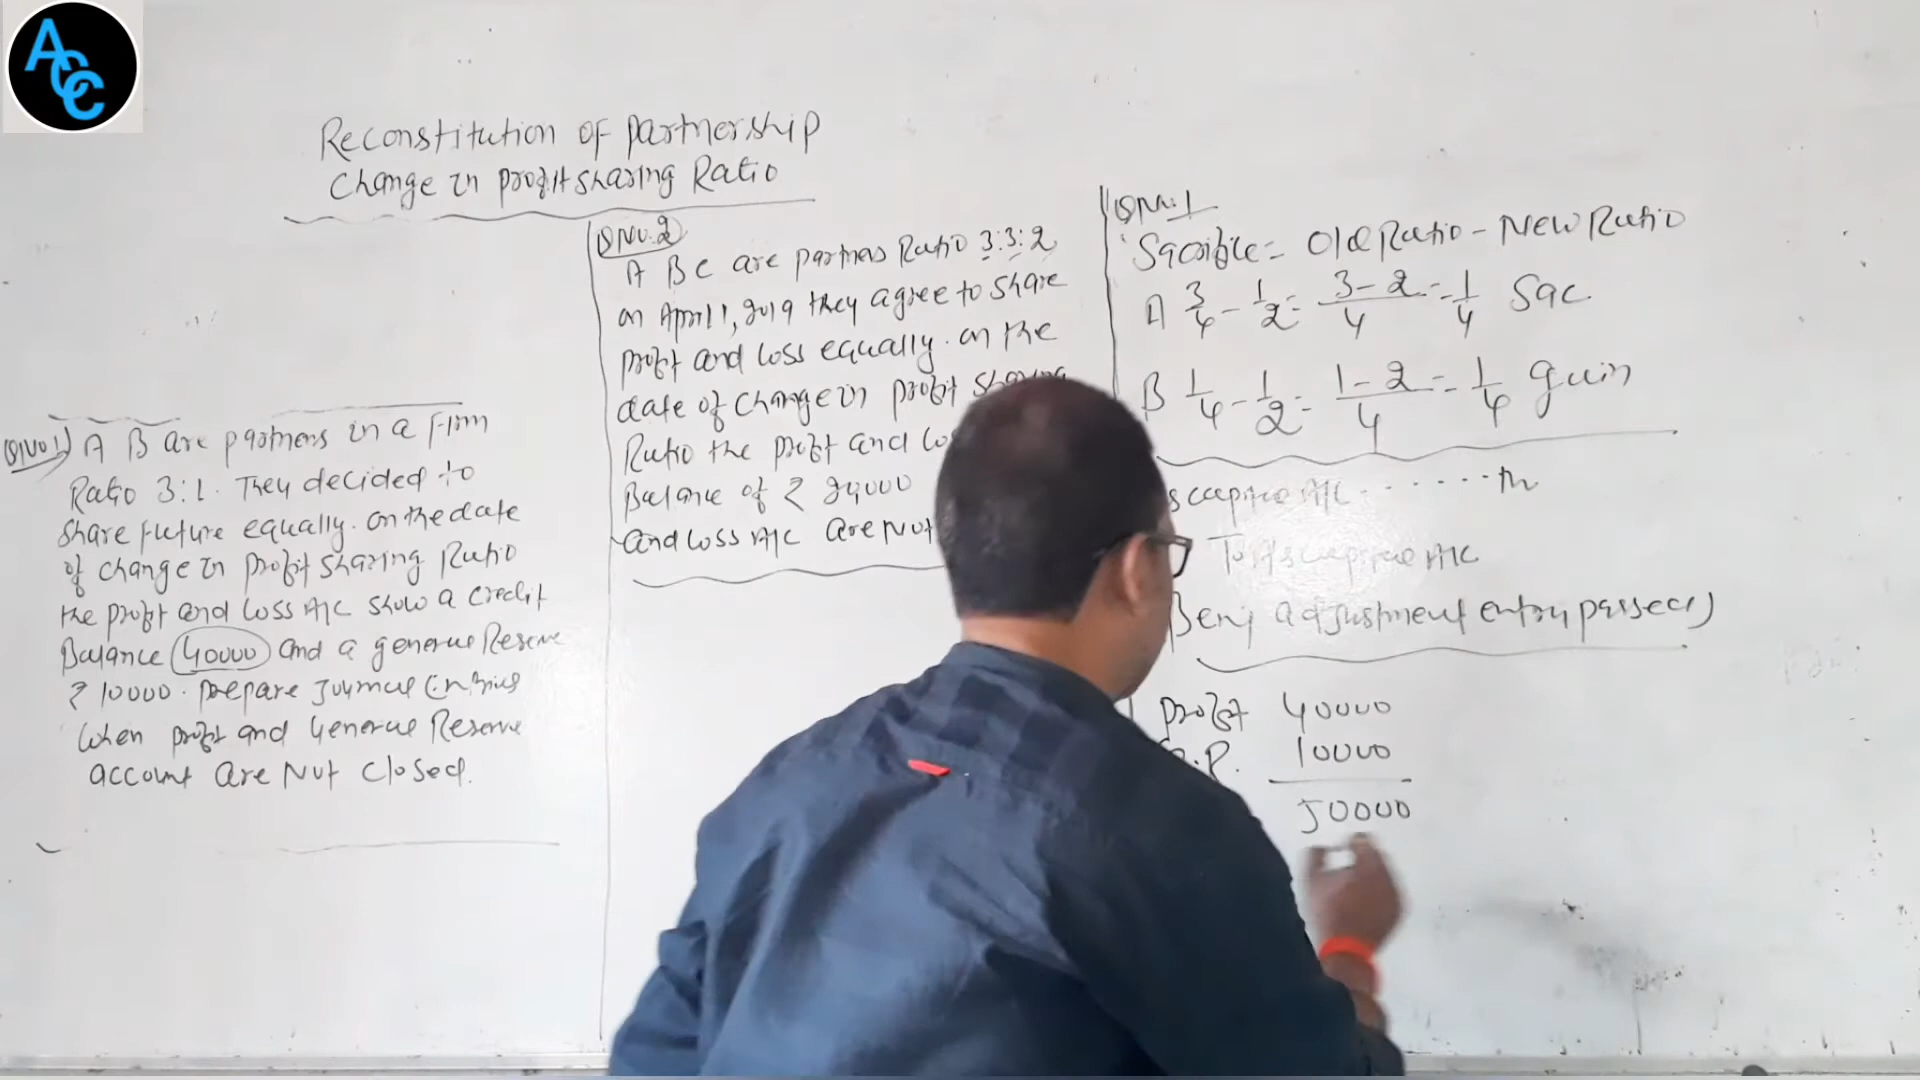 ACC
Reconstitution of partnership
Change in profit sharing Ratio
QNo.1) A B are partners in a Firm
Ratio 3:1. They decided to
share future equally. on the date
of change in profit sharing Ratio
the profit and loss A/c show a credit
Balance 40000 and a general Reserve
₹ 10000. prepare Journal Entries
when profit and General Reserve
account are Not closed.
QNo.2
A B C are partners Ratio 3:3:2
on April 1, 2019 they agree to share
profit and loss equally. on the
date of change in profit sharing
Ratio the profit and
Balance of ₹ 24000
and loss A/c are Not
QNo.1
Sacrifice = Old Ratio - New Ratio
A 3/4 - 1/2 = 3-2/4 = 1/4 Sac
B 1/4 - 1/2 = 1-2/4 = 1/4 gain
A/c
To A/c
Being adjustment entry passed)
profit 40000
10000
50000